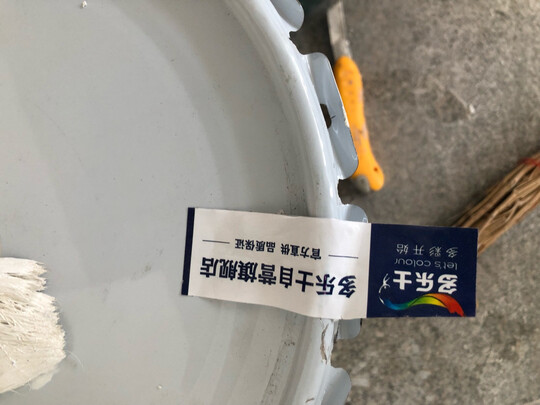 多乐士
let's colour
多彩开始
多乐士自营旗舰店
官方直供 品质保证